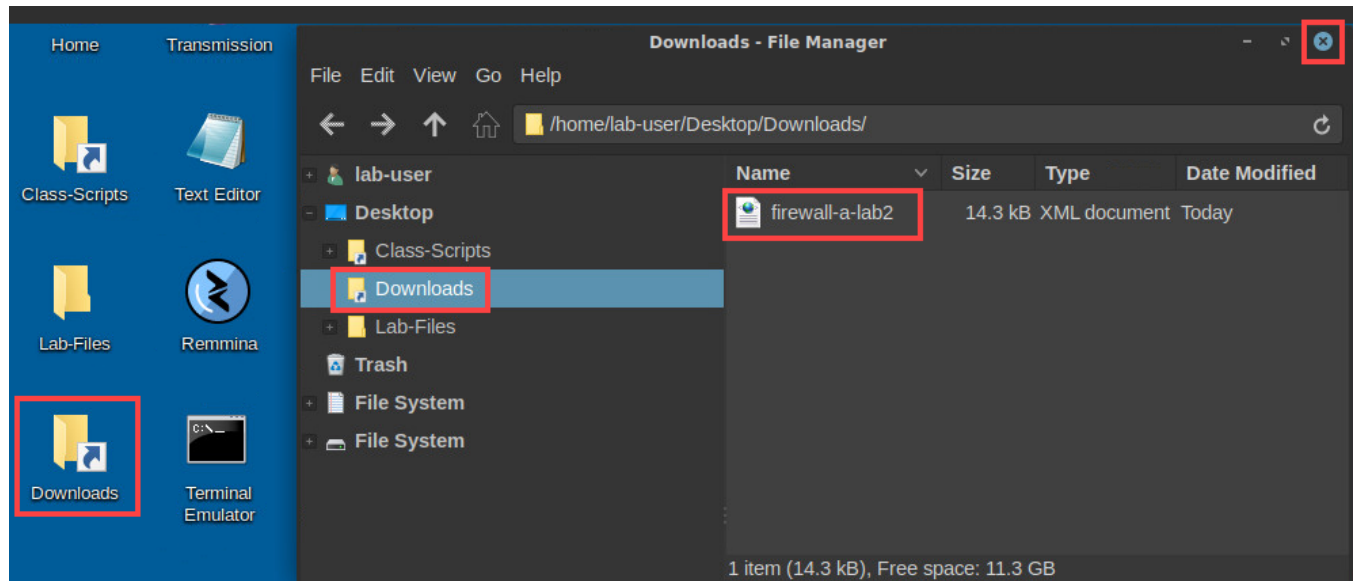 Home
Transmission
Class-Scripts
Text Editor
Lab-Files
Remmina
C:\_
Downloads
Terminal
Emulator
Downloads - File Manager
File Edit View Go Help
/home/lab-user/Desktop/Downloads/
lab-user
Desktop
Class-Scripts
Downloads
Lab-Files
Trash
File System
File System
Name Size Type Date Modified
firewall-a-lab2 14.3 kB XML document Today
1 item (14.3 kB), Free space: 11.3 GB